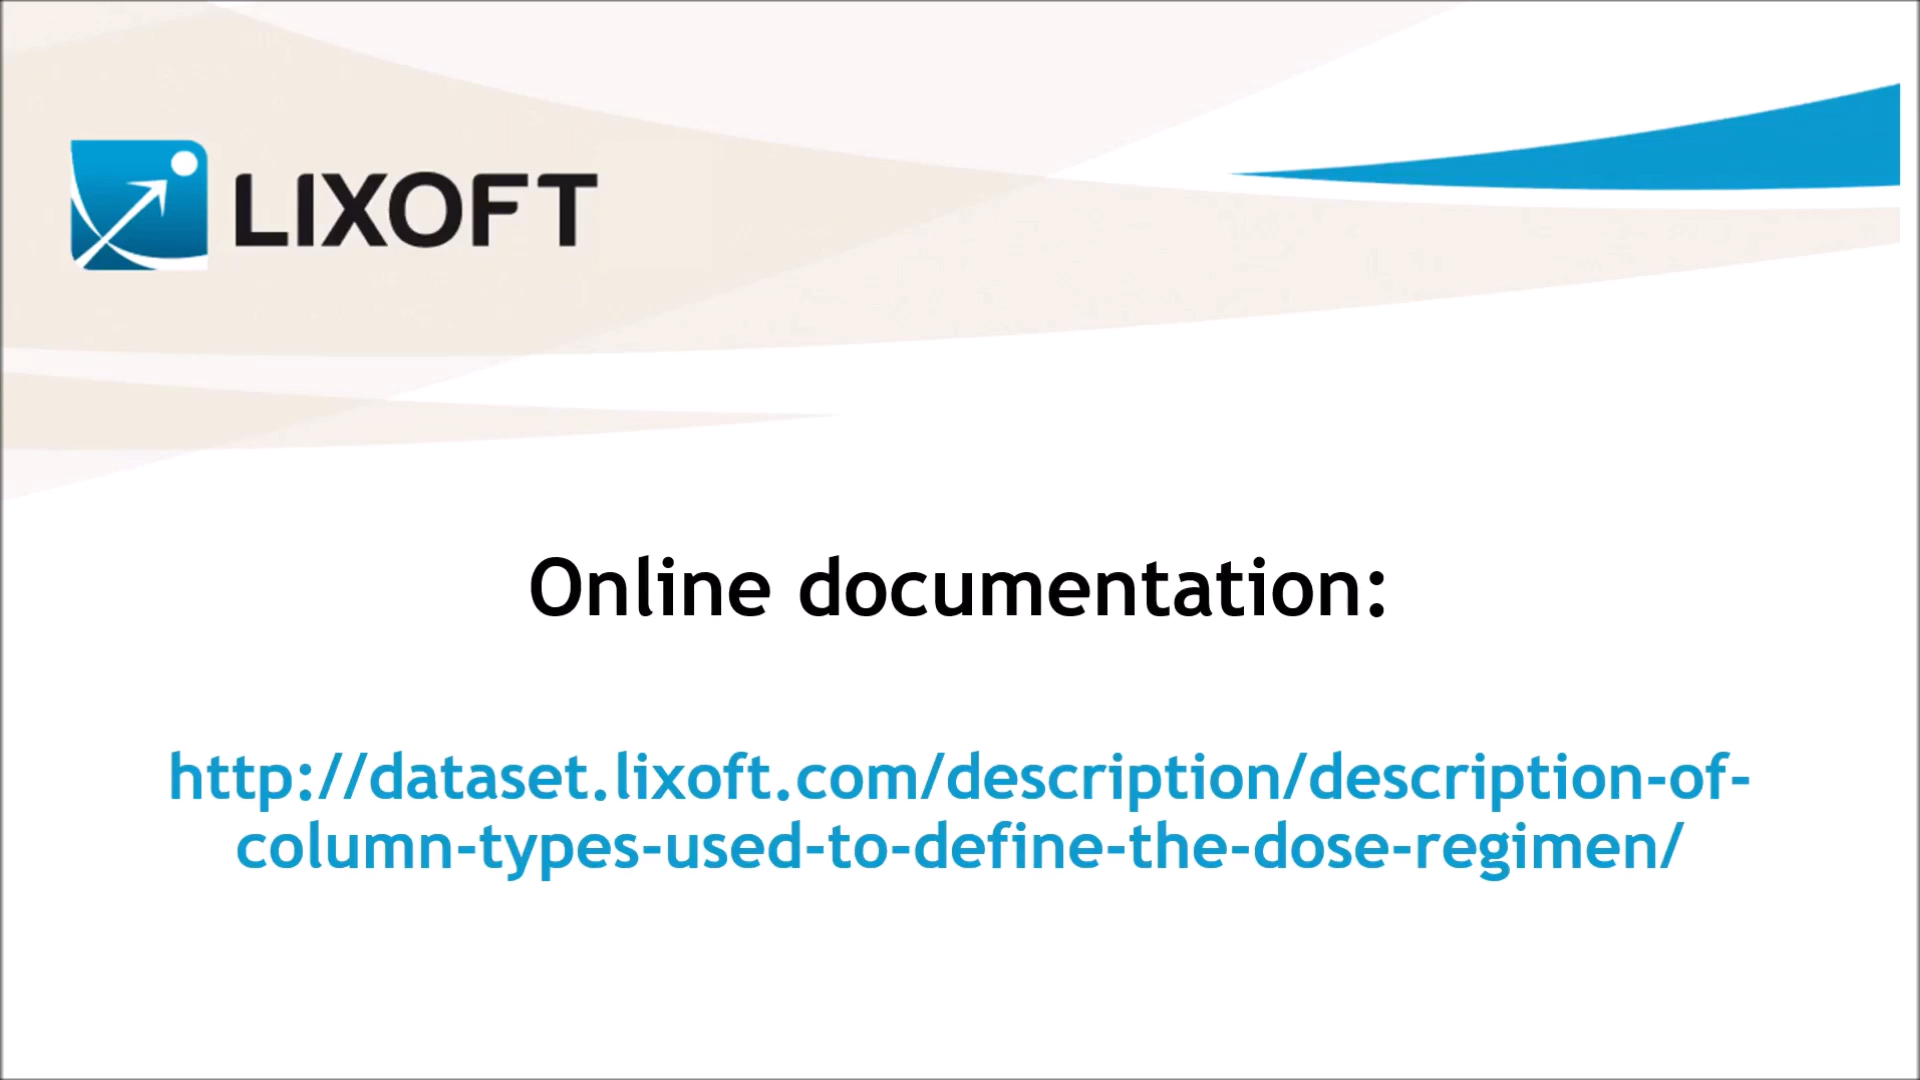 LIXOFT
Online documentation:
http://dataset.lixoft.com/description/description-of-
column-types-used-to-define-the-dose-regimen/